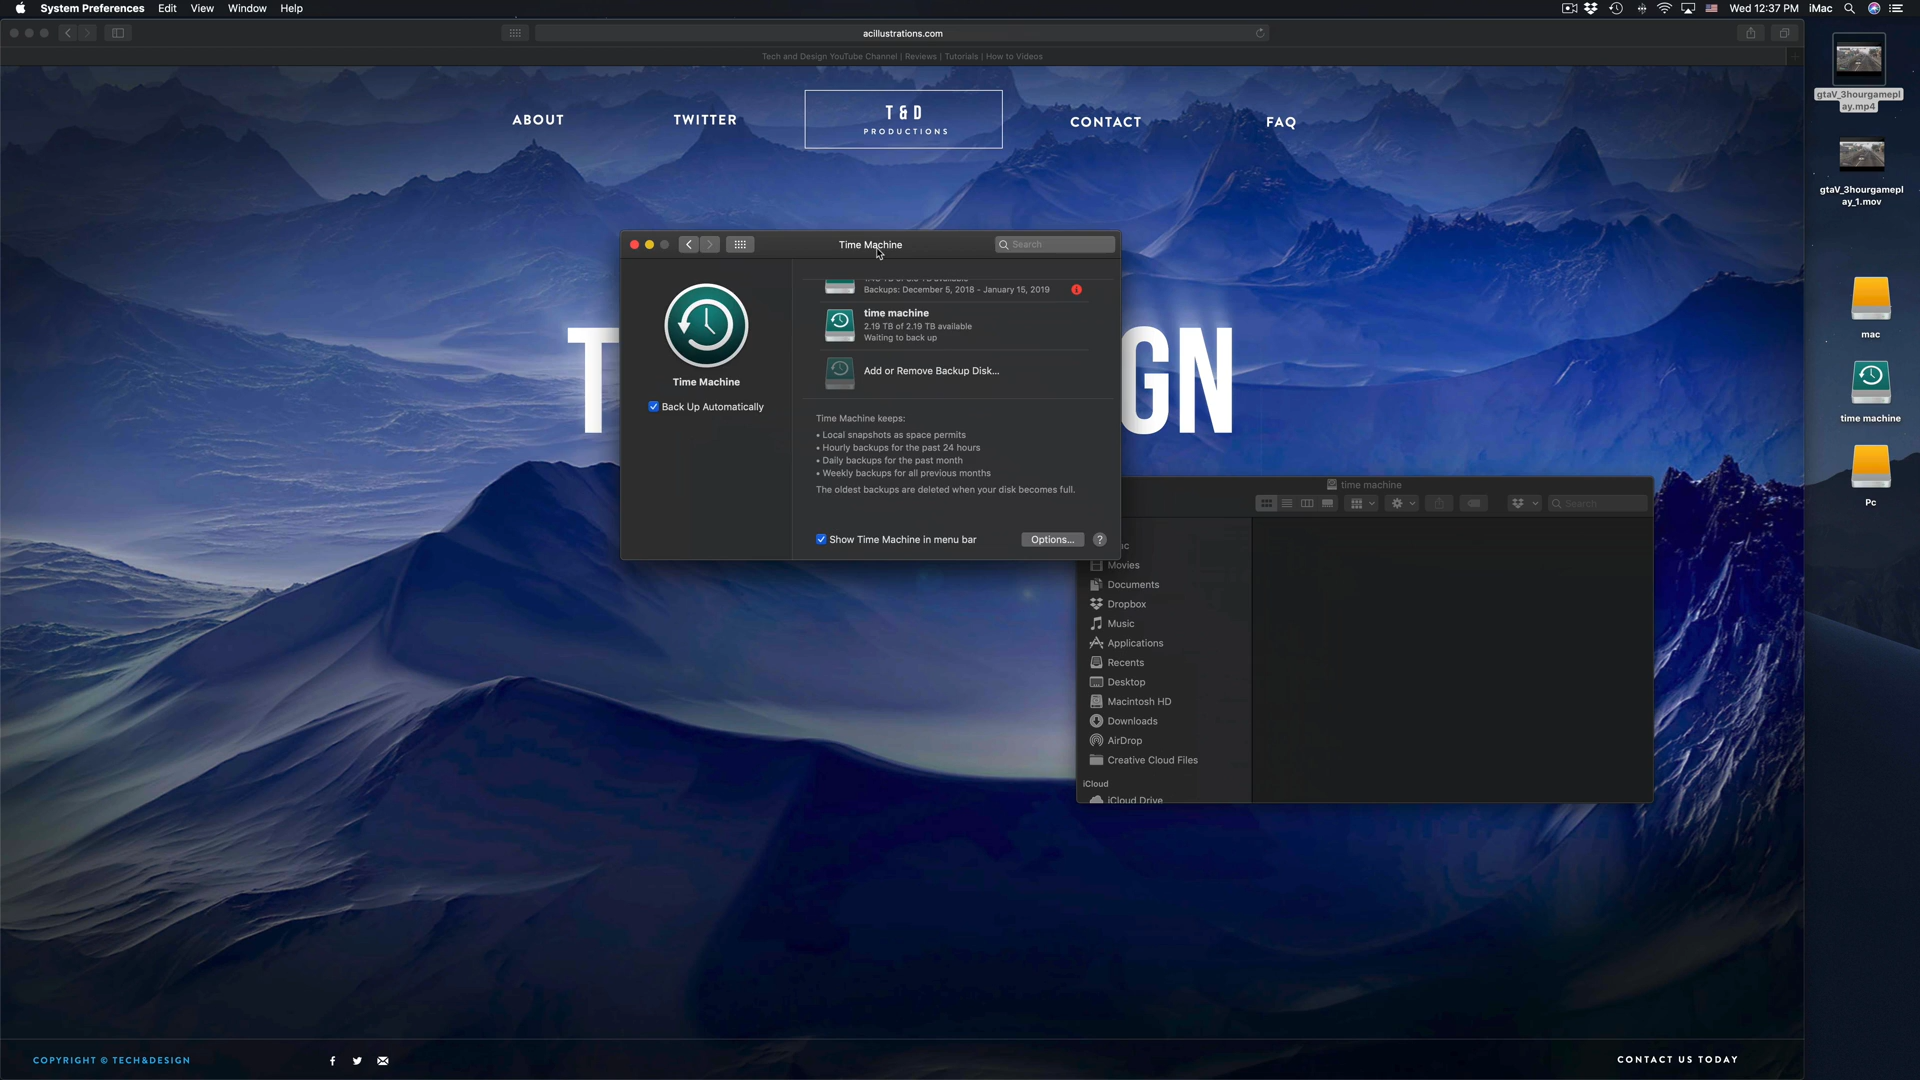 System Preferences Edit View Window Help
Wed 12:37 PM iMac
acillustrations.com
Tech and Design YouTube Channel | Reviews | Tutorials | How to Videos
ABOUT
TWITTER
T & D
PRODUCTIONS
CONTACT
FAQ
gtaV_3hourgamepl
ay.mp4
gtaV_3hourgamepl
ay_1.mov
mac
time machine
Pc
Time Machine
Search
Backups: December 5, 2018 - January 15, 2019
time machine
2.19 TB of 2.19 TB available
Waiting to back up
Add or Remove Backup Disk...
Time Machine
Back Up Automatically
Time Machine keeps:
• Local snapshots as space permits
• Hourly backups for the past 24 hours
• Daily backups for the past month
• Weekly backups for all previous months
The oldest backups are deleted when your disk becomes full.
Show Time Machine in menu bar
Options...
?
T
GN
time machine
Search
Movies
Documents
Dropbox
Music
Applications
Recents
Desktop
Macintosh HD
Downloads
AirDrop
Creative Cloud Files
iCloud
iCloud Drive
COPYRIGHT © TECH&DESIGN
CONTACT US TODAY